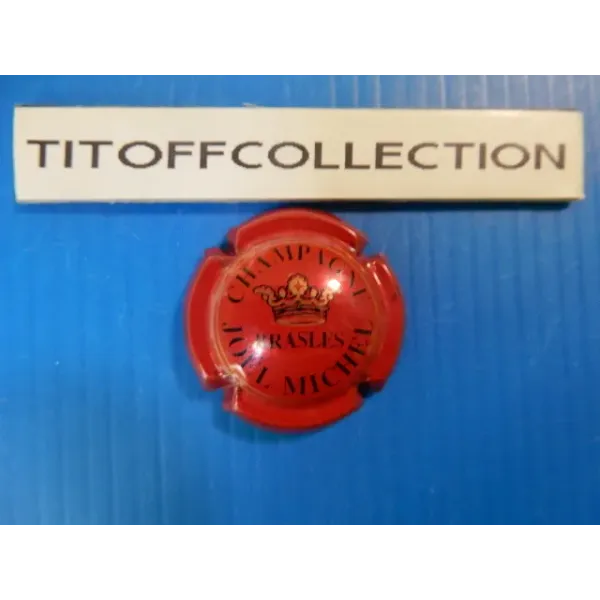 TITOFFCOLLECTION
CHAMPAGNE
BRASLES
JOEL MICHEL